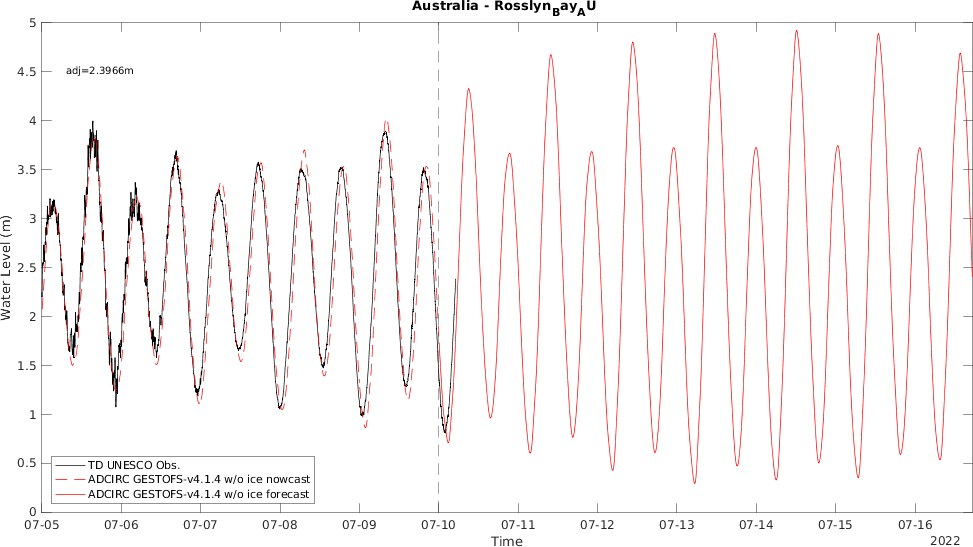 Australia - Rosslyn_Bay_AU
adj=2.3966m
Water Level (m)
5
4.5
4
3.5
3
2.5
2
1.5
1
0.5
0
TD UNESCO Obs.
ADCIRC GESTOFS-v4.1.4 w/o ice nowcast
ADCIRC GESTOFS-v4.1.4 w/o ice forecast
07-05 07-06 07-07 07-08 07-09 07-10 07-11 07-12 07-13 07-14 07-15 07-16
Time
2022